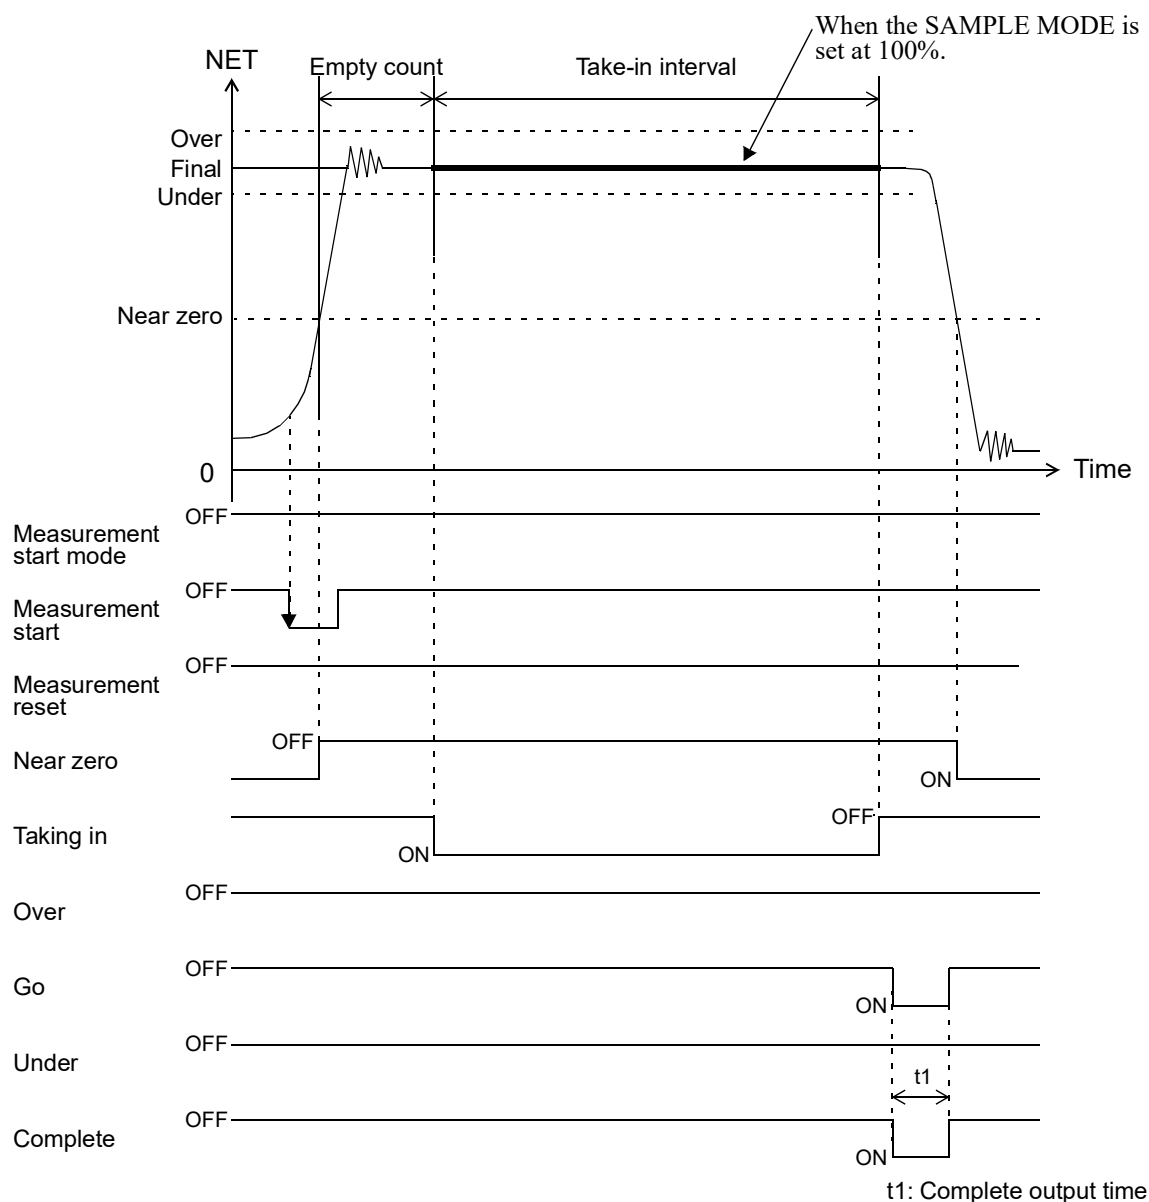 When the SAMPLE MODE is
set at 100%.
NET
Empty count
Take-in interval
Over
Final
Under
Near zero
0
Time
OFF
Measurement
start mode
OFF
Measurement
start
OFF
Measurement
reset
OFF
Near zero
ON
OFF
Taking in
ON
OFF
Over
OFF
Go
ON
OFF
Under
t1
OFF
Complete
ON
t1: Complete output time